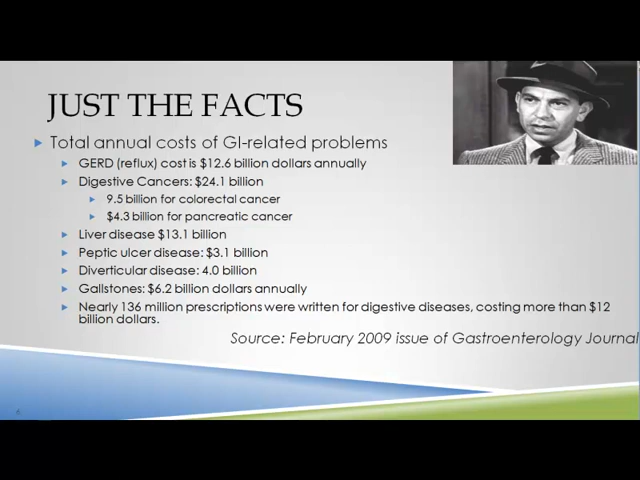 JUST THE FACTS
Total annual costs of GI-related problems
GERD (reflux) cost is $12.6 billion dollars annually
Digestive Cancers: $24.1 billion
9.5 billion for colorectal cancer
$4.3 billion for pancreatic cancer
Liver disease $13.1 billion
Peptic ulcer disease: $3.1 billion
Diverticular disease: 4.0 billion
Gallstones: $6.2 billion dollars annually
Nearly 136 million prescriptions were written for digestive diseases, costing more than $12
billion dollars.
Source: February 2009 issue of Gastroenterology Journal